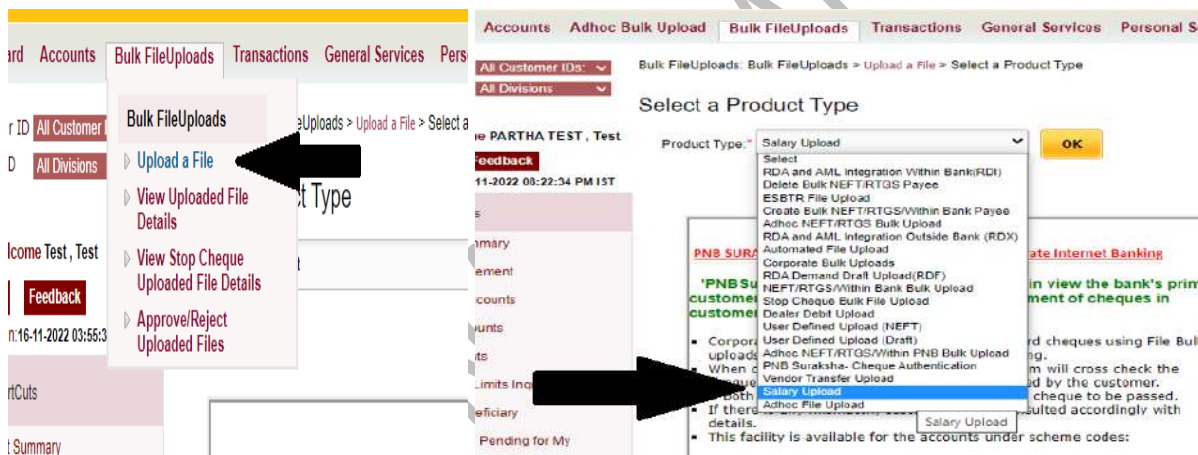 ard Accounts Bulk FileUploads Transactions General Services Pers
r ID All Customer I
D All Divisions
Bulk FileUploads
Upload a File
View Uploaded File
Details
View Stop Cheque
Uploaded File Details
Approve/Reject
Uploaded Files
eUploads > Upload a File > Select a
ct Type
lcome Test , Test
Feedback
n:16-11-2022 03:55:3
rtCuts
t Summary
Accounts Adhoc Bulk Upload Bulk FileUploads Transactions General Services Personal S
All Customer IDs:
All Divisions
Bulk FileUploads: Bulk FileUploads > Upload a File > Select a Product Type
Select a Product Type
e PARTHA TEST , Test
Feedback
11-2022 08:22:34 PM IST
Product Type:* Salary Upload OK
Select
RDA and AML Integration Within Bank(RDI)
Delete Bulk NEFT/RTGS Payee
ESBTR File Upload
Create Bulk NEFT/RTGS/Within Bank Payee
Adhoc NEFT/RTGS Bulk Upload
RDA and AML Integration Outside Bank (RDX)
Automated File Upload
Corporate Bulk Uploads
RDA Demand Draft Upload(RDF)
NEFT/RTGS/Within Bank Bulk Upload
Stop Cheque Bulk File Upload
Dealer Debit Upload
User Defined Upload (NEFT)
User Defined Upload (Draft)
Adhoc NEFT/RTGS/Within PNB Bulk Upload
PNB Suraksha- Cheque Authentication
Vendor Transfer Upload
Salary Upload
Adhoc File Upload
Salary Upload
s
mmary
ement
counts
unts
ts
Limits Inq
eficiary
Pending for My
PNB SURA ate Internet Banking
'PNB Su in view the bank's prim
customer ment of cheques in
customer
Corpora rd cheques using File Bul
uploads ng.
When c m will cross check the
que d by the customer.
Both cheque to be passed.
If there sulted accordingly with
details.
This facility is available for the accounts under scheme codes: